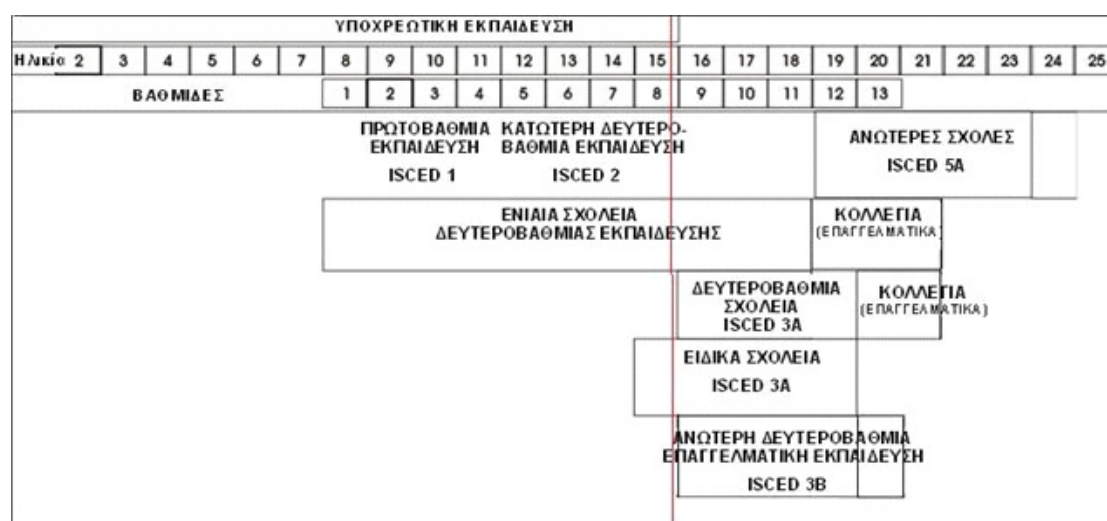 ΥΠΟΧΡΕΩΤΙΚΗ ΕΚΠΑΙΔΕΥΣΗ
Ηλικία 2 3 4 5 6 7 8 9 10 11 12 13 14 15 16 17 18 19 20 21 22 23 24 25
ΒΑΘΜΙΔΕΣ 1 2 3 4 5 6 7 8 9 10 11 12 13
ΠΡΩΤΟΒΑΘΜΙΑ
ΕΚΠΑΙΔΕΥΣΗ
ISCED 1
ΚΑΤΩΤΕΡΗ ΔΕΥΤΕΡΟ-
ΒΑΘΜΙΑ ΕΚΠΑΙΔΕΥΣΗ
ISCED 2
ΑΝΩΤΕΡΕΣ ΣΧΟΛΕΣ
ISCED 5A
ΕΝΙΑΙΑ ΣΧΟΛΕΙΑ
ΔΕΥΤΕΡΟΒΑΘΜΙΑΣ ΕΚΠΑΙΔΕΥΣΗΣ
ΚΟΛΛΕΓΙΑ
(ΕΠΑΓΓΕΛΜΑΤΙΚΑ)
ΔΕΥΤΕΡΟΒΑΘΜΙΑ
ΣΧΟΛΕΙΑ
ISCED 3A
ΚΟΛΛΕΓΙΑ
(ΕΠΑΓΓΕΛΜΑΤΙΚΑ)
ΕΙΔΙΚΑ ΣΧΟΛΕΙΑ
ISCED 3A
ΑΝΩΤΕΡΗ ΔΕΥΤΕΡΟΒΑΘΜΙΑ
ΕΠΑΓΓΕΛΜΑΤΙΚΗ ΕΚΠΑΙΔΕΥΣΗ
ISCED 3B